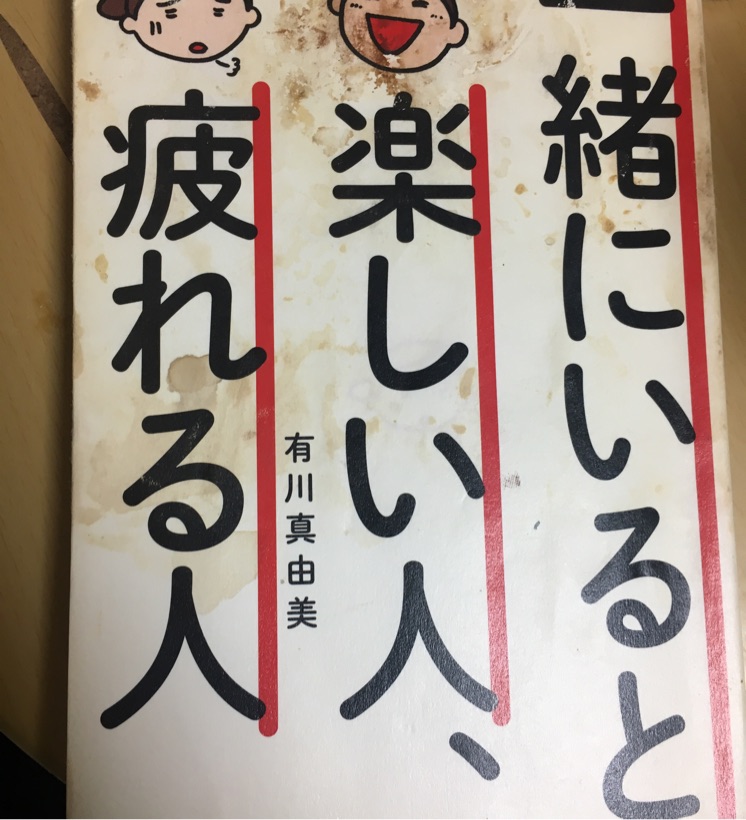 一緒にいると
楽しい人、
疲れる人
有川真由美